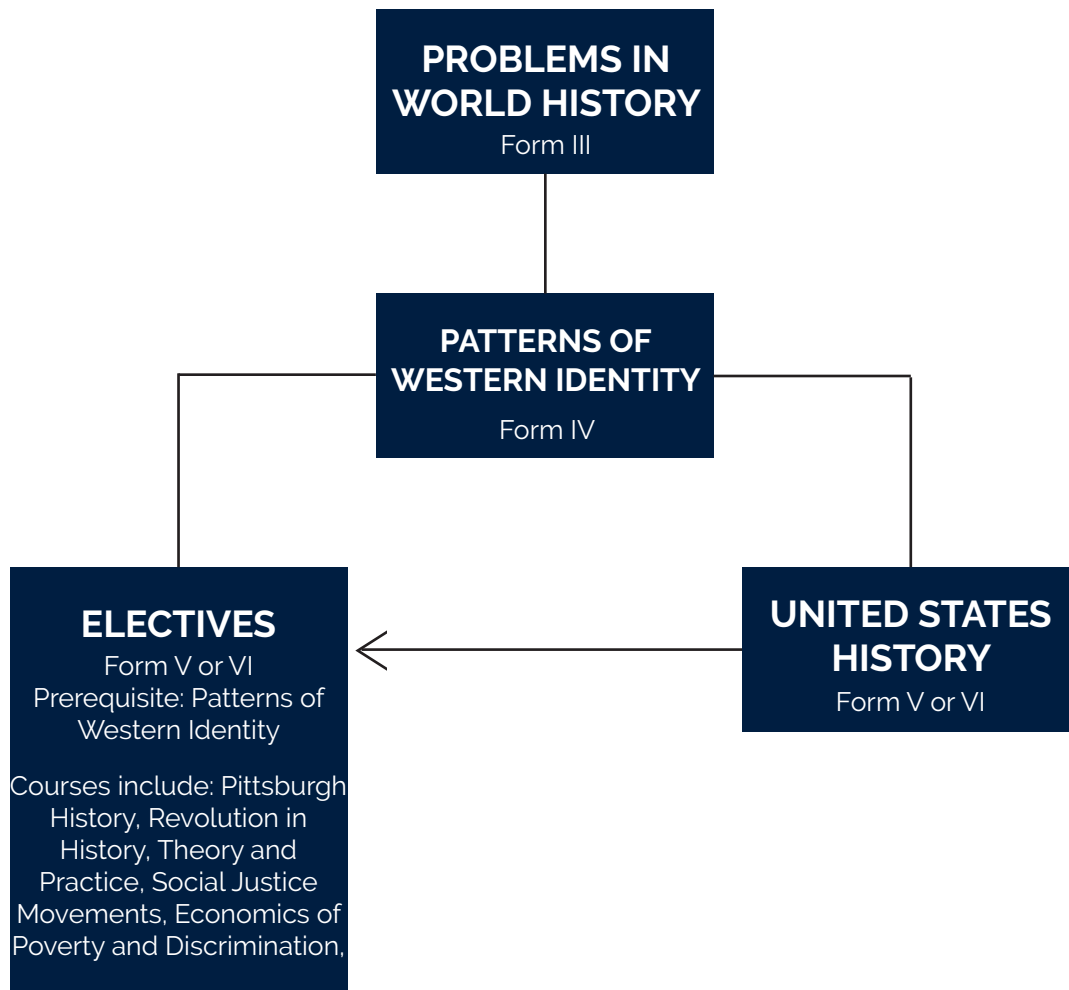 PROBLEMS IN
WORLD HISTORY
Form III
PATTERNS OF
WESTERN IDENTITY
Form IV
ELECTIVES
Form V or VI
Prerequisite: Patterns of
Western Identity
Courses include: Pittsburgh
History, Revolution in
History, Theory and
Practice, Social Justice
Movements, Economics of
Poverty and Discrimination,
UNITED STATES
HISTORY
Form V or VI